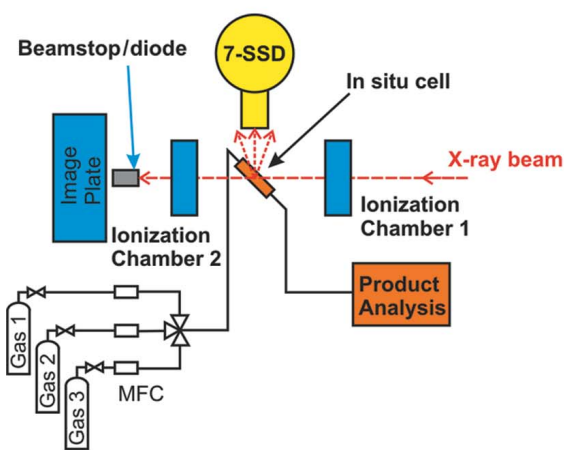 7-SSD
Beamstop/diode
In situ cell
X-ray beam
Image
Plate
Ionization
Chamber 2
Ionization
Chamber 1
Product
Analysis
Gas 1
Gas 2
Gas 3
MFC